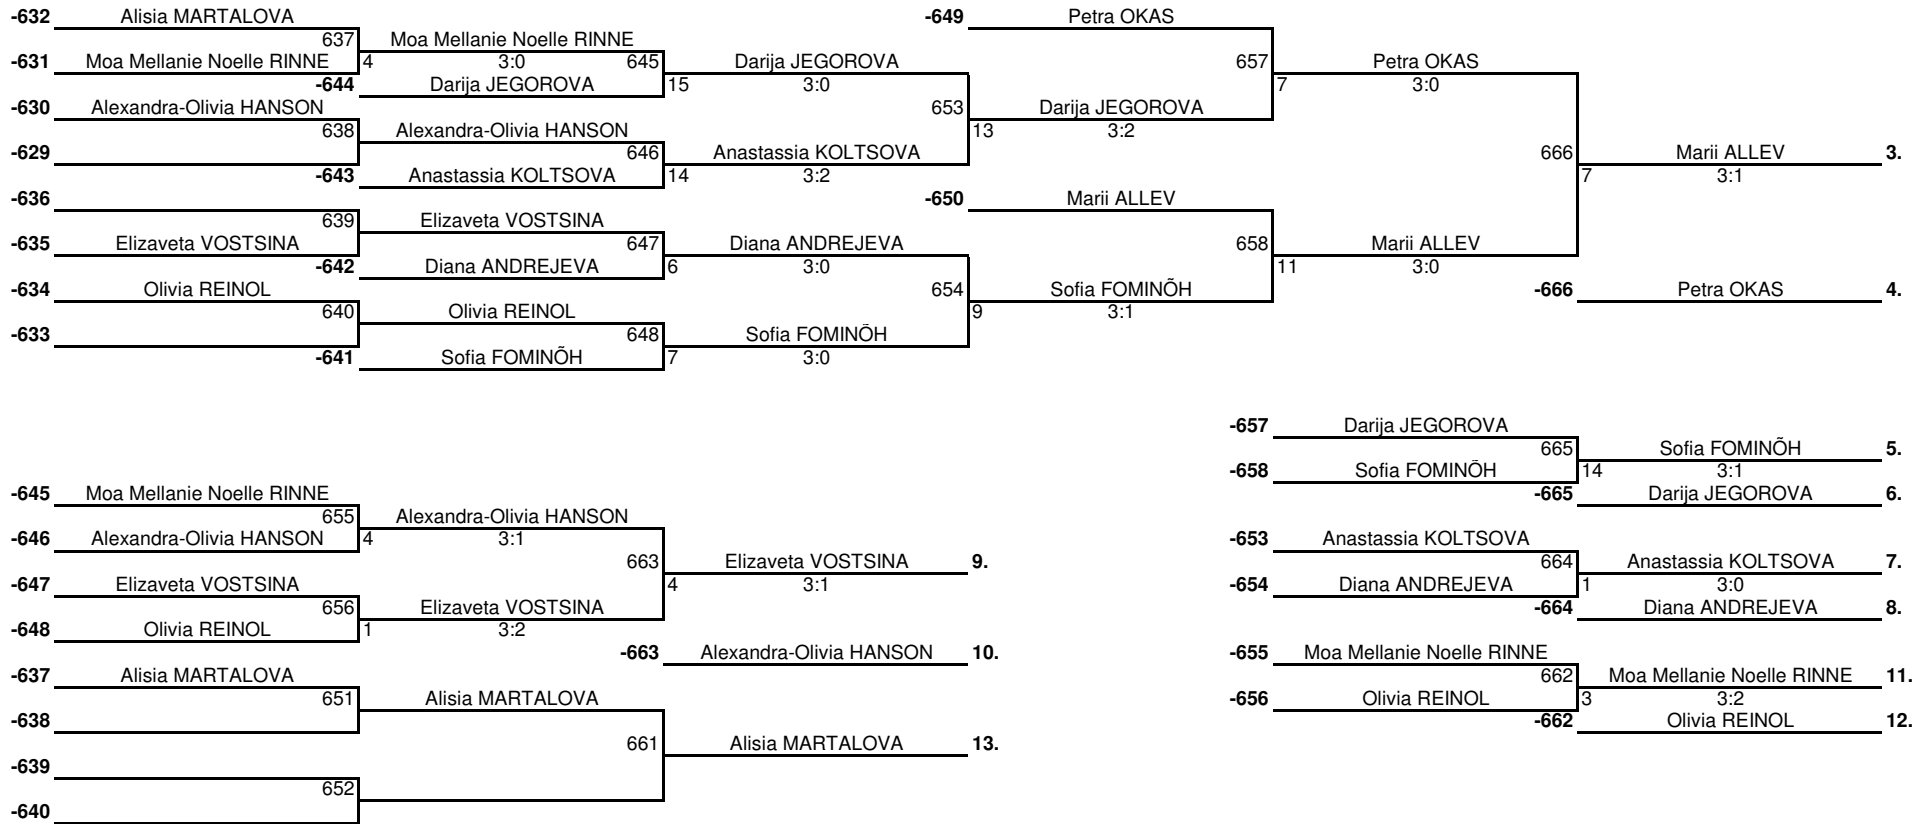 -632 Alisia MARTALOVA -649 Petra OKAS
637 Moa Mellanie Noelle RINNE
-631 Moa Mellanie Noelle RINNE 4 3:0 645 Darija JEGOROVA 657 Petra OKAS
-644 Darija JEGOROVA 15 3:0 7 3:0
-630 Alexandra-Olivia HANSON 653 Darija JEGOROVA
638 Alexandra-Olivia HANSON 13 3:2
-629 646 Anastassia KOLTSOVA 666 Marii ALLEV 3.
-643 Anastassia KOLTSOVA 14 3:2 7 3:1
-636 -650 Marii ALLEV
639 Elizaveta VOSTSINA
-635 Elizaveta VOSTSINA 647 Diana ANDREJEVA 658 Marii ALLEV
-642 Diana ANDREJEVA 6 3:0 11 3:0
-634 Olivia REINOL 654 Sofia FOMINÕH -666 Petra OKAS 4.
640 Olivia REINOL 9 3:1
-633 648 Sofia FOMINÕH
-641 Sofia FOMINÕH 7 3:0
-657 Darija JEGOROVA
665 Sofia FOMINÕH 5.
-658 Sofia FOMINÕH 14 3:1
-645 Moa Mellanie Noelle RINNE -665 Darija JEGOROVA 6.
655 Alexandra-Olivia HANSON
-646 Alexandra-Olivia HANSON 4 3:1 -653 Anastassia KOLTSOVA
663 Elizaveta VOSTSINA 9. 664 Anastassia KOLTSOVA 7.
-647 Elizaveta VOSTSINA 4 3:1 -654 Diana ANDREJEVA 1 3:0
656 Elizaveta VOSTSINA -664 Diana ANDREJEVA 8.
-648 Olivia REINOL 1 3:2
-663 Alexandra-Olivia HANSON 10. -655 Moa Mellanie Noelle RINNE
-637 Alisia MARTALOVA 662 Moa Mellanie Noelle RINNE 11.
651 Alisia MARTALOVA -656 Olivia REINOL 3 3:2
-638 -662 Olivia REINOL 12.
661 Alisia MARTALOVA 13.
-639
652
-640